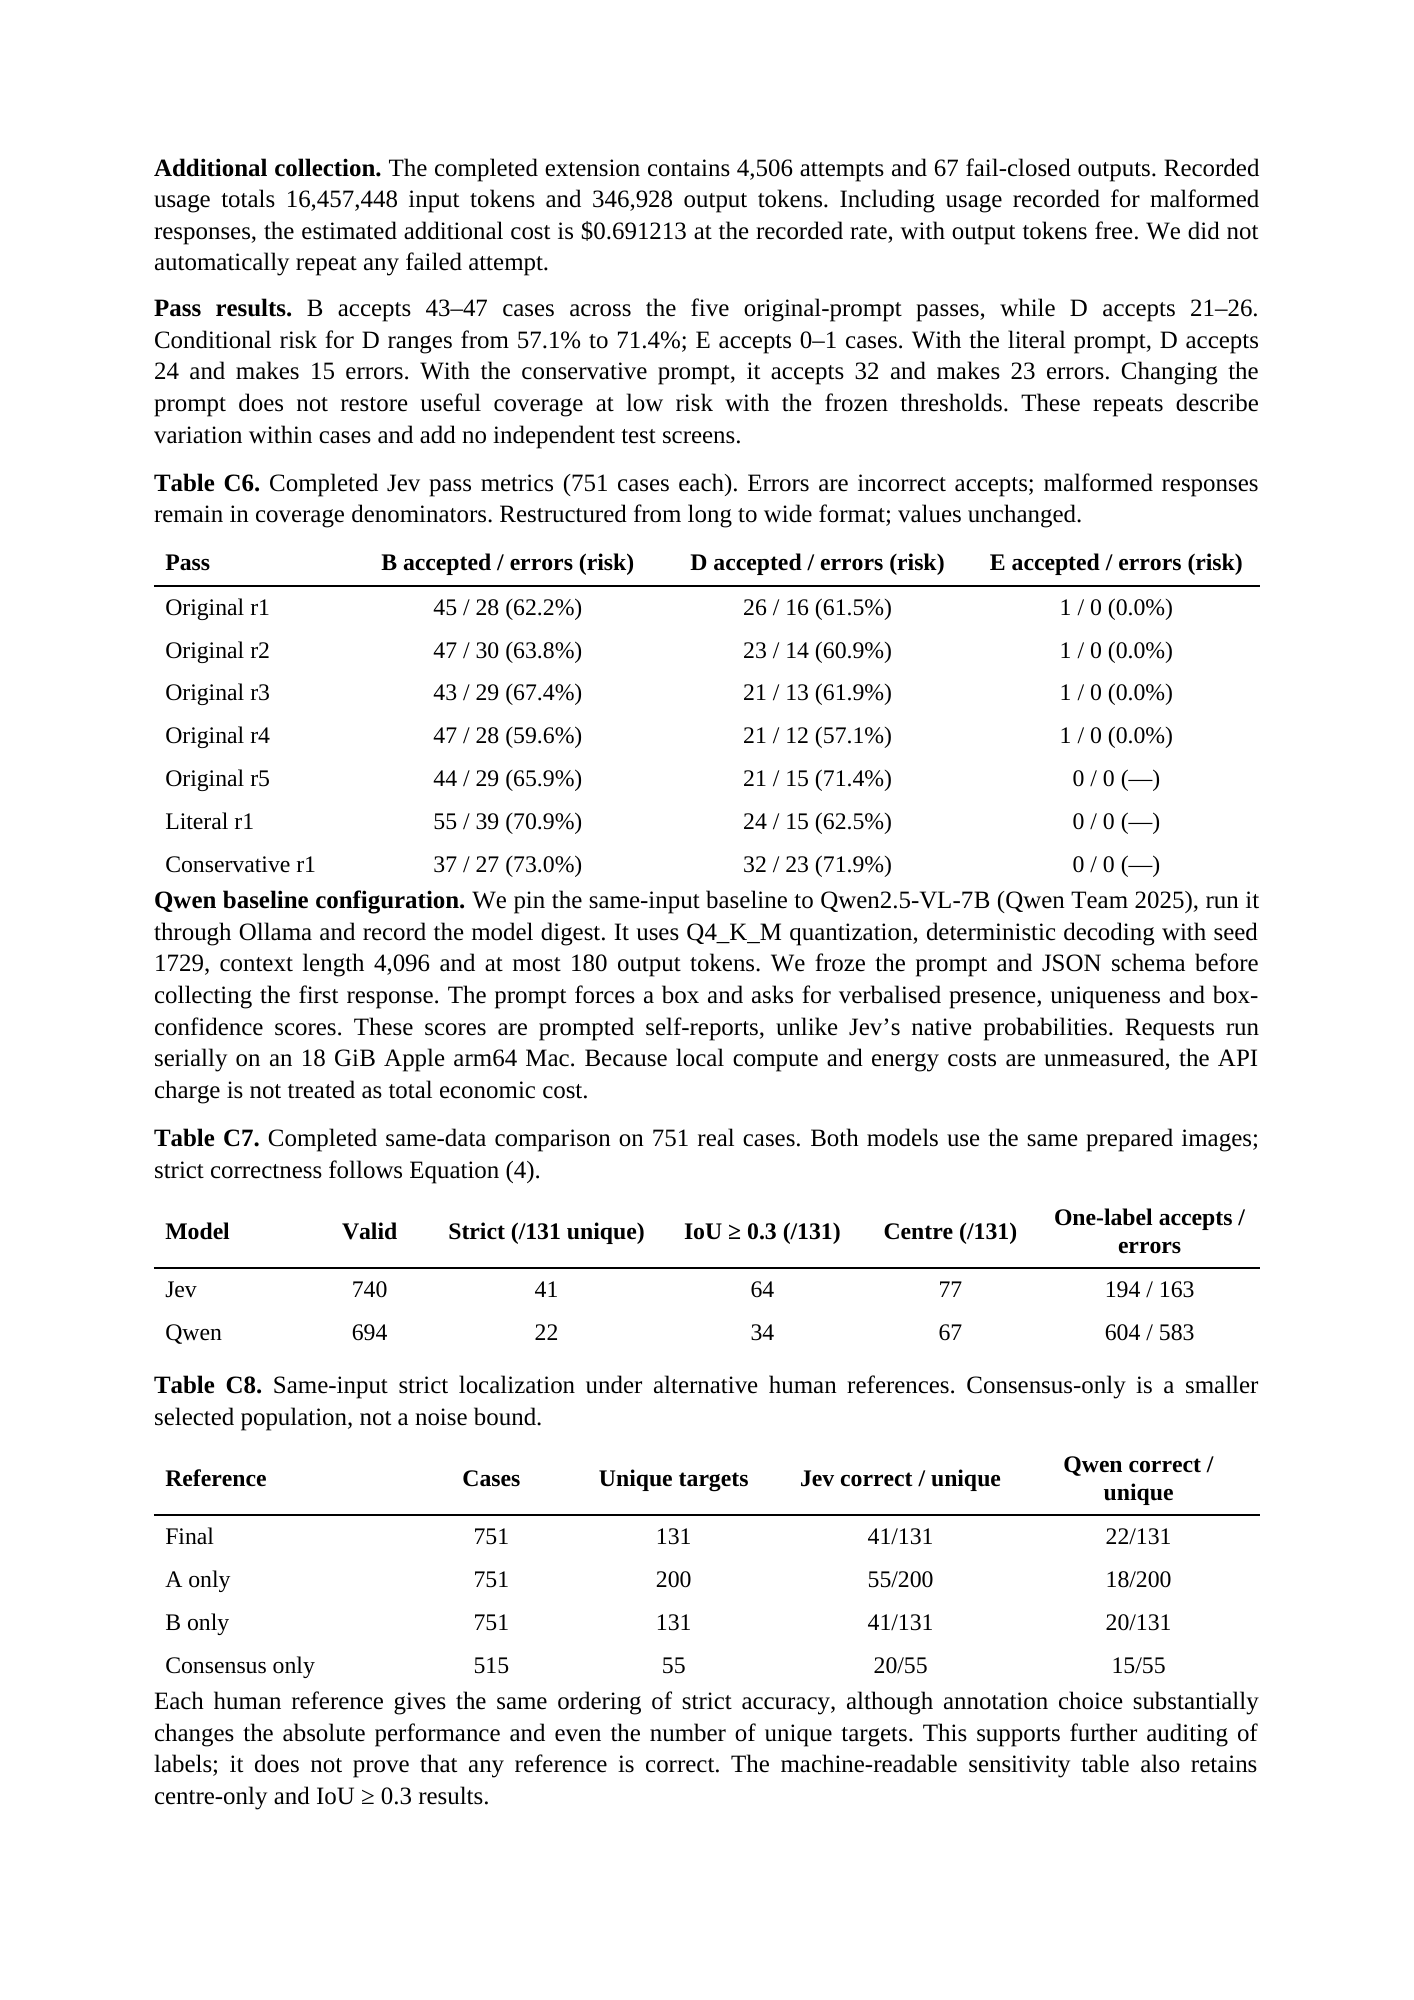 Additional collection. The completed extension contains 4,506 attempts and 67 fail-closed outputs. Recorded
usage totals 16,457,448 input tokens and 346,928 output tokens. Including usage recorded for malformed
responses, the estimated additional cost is $0.691213 at the recorded rate, with output tokens free. We did not
automatically repeat any failed attempt.
Pass results. B accepts 43–47 cases across the five original-prompt passes, while D accepts 21–26.
Conditional risk for D ranges from 57.1% to 71.4%; E accepts 0–1 cases. With the literal prompt, D accepts
24 and makes 15 errors. With the conservative prompt, it accepts 32 and makes 23 errors. Changing the
prompt does not restore useful coverage at low risk with the frozen thresholds. These repeats describe
variation within cases and add no independent test screens.
Table C6. Completed Jev pass metrics (751 cases each). Errors are incorrect accepts; malformed responses
remain in coverage denominators. Restructured from long to wide format; values unchanged.
Pass B accepted / errors (risk) D accepted / errors (risk) E accepted / errors (risk)
Original r1 45 / 28 (62.2%) 26 / 16 (61.5%) 1 / 0 (0.0%)
Original r2 47 / 30 (63.8%) 23 / 14 (60.9%) 1 / 0 (0.0%)
Original r3 43 / 29 (67.4%) 21 / 13 (61.9%) 1 / 0 (0.0%)
Original r4 47 / 28 (59.6%) 21 / 12 (57.1%) 1 / 0 (0.0%)
Original r5 44 / 29 (65.9%) 21 / 15 (71.4%) 0 / 0 (—)
Literal r1 55 / 39 (70.9%) 24 / 15 (62.5%) 0 / 0 (—)
Conservative r1 37 / 27 (73.0%) 32 / 23 (71.9%) 0 / 0 (—)
Qwen baseline configuration. We pin the same-input baseline to Qwen2.5-VL-7B (Qwen Team 2025), run it
through Ollama and record the model digest. It uses Q4_K_M quantization, deterministic decoding with seed
1729, context length 4,096 and at most 180 output tokens. We froze the prompt and JSON schema before
collecting the first response. The prompt forces a box and asks for verbalised presence, uniqueness and box-
confidence scores. These scores are prompted self-reports, unlike Jev’s native probabilities. Requests run
serially on an 18 GiB Apple arm64 Mac. Because local compute and energy costs are unmeasured, the API
charge is not treated as total economic cost.
Table C7. Completed same-data comparison on 751 real cases. Both models use the same prepared images;
strict correctness follows Equation (4).
Model Valid Strict (/131 unique) IoU ≥ 0.3 (/131) Centre (/131) One-label accepts /
errors
Jev 740 41 64 77 194 / 163
Qwen 694 22 34 67 604 / 583
Table C8. Same-input strict localization under alternative human references. Consensus-only is a smaller
selected population, not a noise bound.
Reference Cases Unique targets Jev correct / unique Qwen correct /
unique
Final 751 131 41/131 22/131
A only 751 200 55/200 18/200
B only 751 131 41/131 20/131
Consensus only 515 55 20/55 15/55
Each human reference gives the same ordering of strict accuracy, although annotation choice substantially
changes the absolute performance and even the number of unique targets. This supports further auditing of
labels; it does not prove that any reference is correct. The machine-readable sensitivity table also retains
centre-only and IoU ≥ 0.3 results.